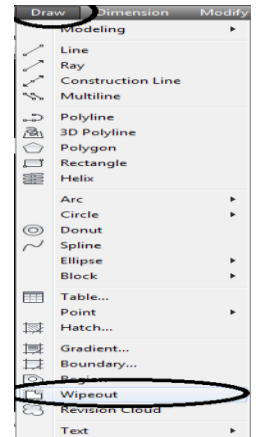 Draw Dimension Modify
Modeling
Line
Ray
Construction Line
Multiline
Polyline
3D Polyline
Polygon
Rectangle
Helix
Arc
Circle
Donut
Spline
Ellipse
Block
Table...
Point
Hatch...
Gradient...
Boundary...
Region
Wipeout
Revision Cloud
Text